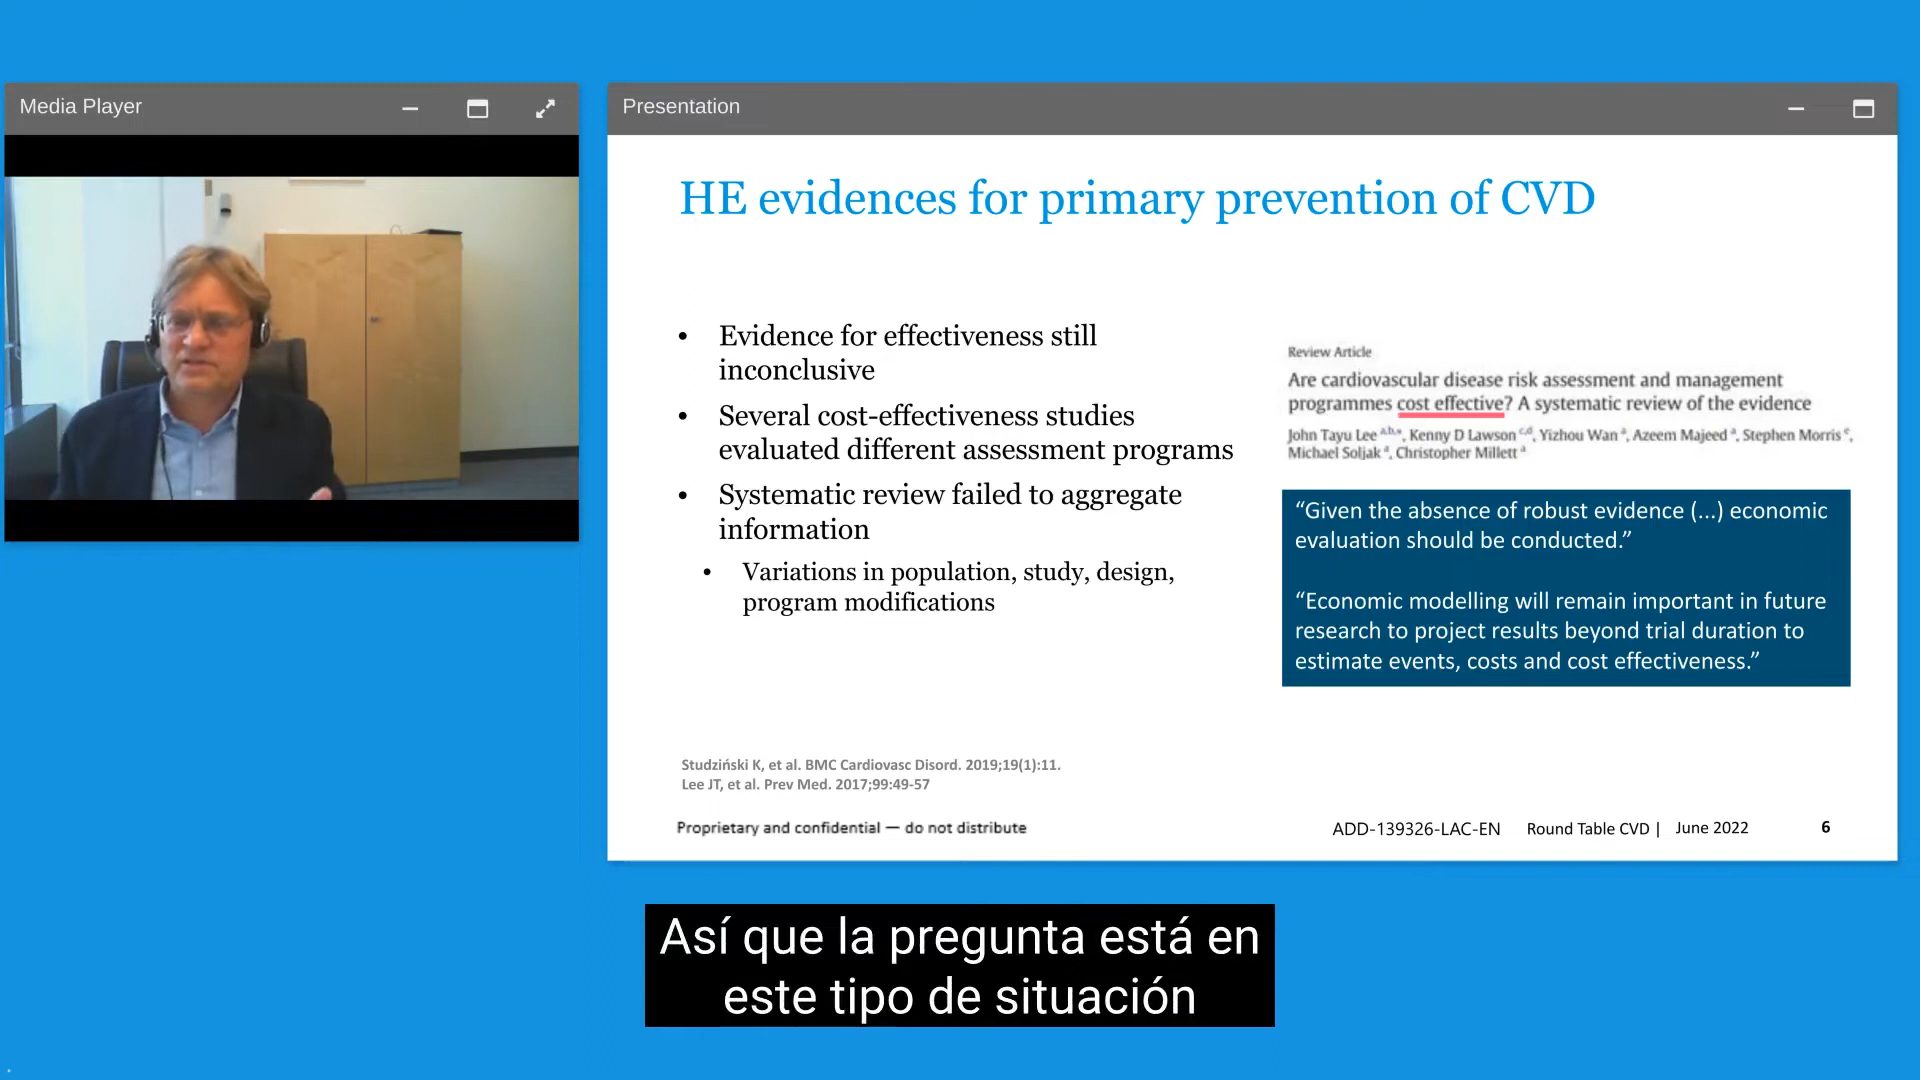 Media Player
Presentation
HE evidences for primary prevention of CVD
• Evidence for effectiveness still
inconclusive
• Several cost-effectiveness studies
evaluated different assessment programs
• Systematic review failed to aggregate
information
• Variations in population, study, design,
program modifications
Review Article
Are cardiovascular disease risk assessment and management
programmes cost effective? A systematic review of the evidence
John Tayu Lee a,b,*, Kenny D Lawson c,d, Yizhou Wan a, Azeem Majeed a, Stephen Morris e,
Michael Soljak a, Christopher Millett a
“Given the absence of robust evidence (...) economic
evaluation should be conducted.”
“Economic modelling will remain important in future
research to project results beyond trial duration to
estimate events, costs and cost effectiveness.”
Studziński K, et al. BMC Cardiovasc Disord. 2019;19(1):11.
Lee JT, et al. Prev Med. 2017;99:49-57
Proprietary and confidential — do not distribute
ADD-139326-LAC-EN Round Table CVD | June 2022 6
Así que la pregunta está en
este tipo de situación